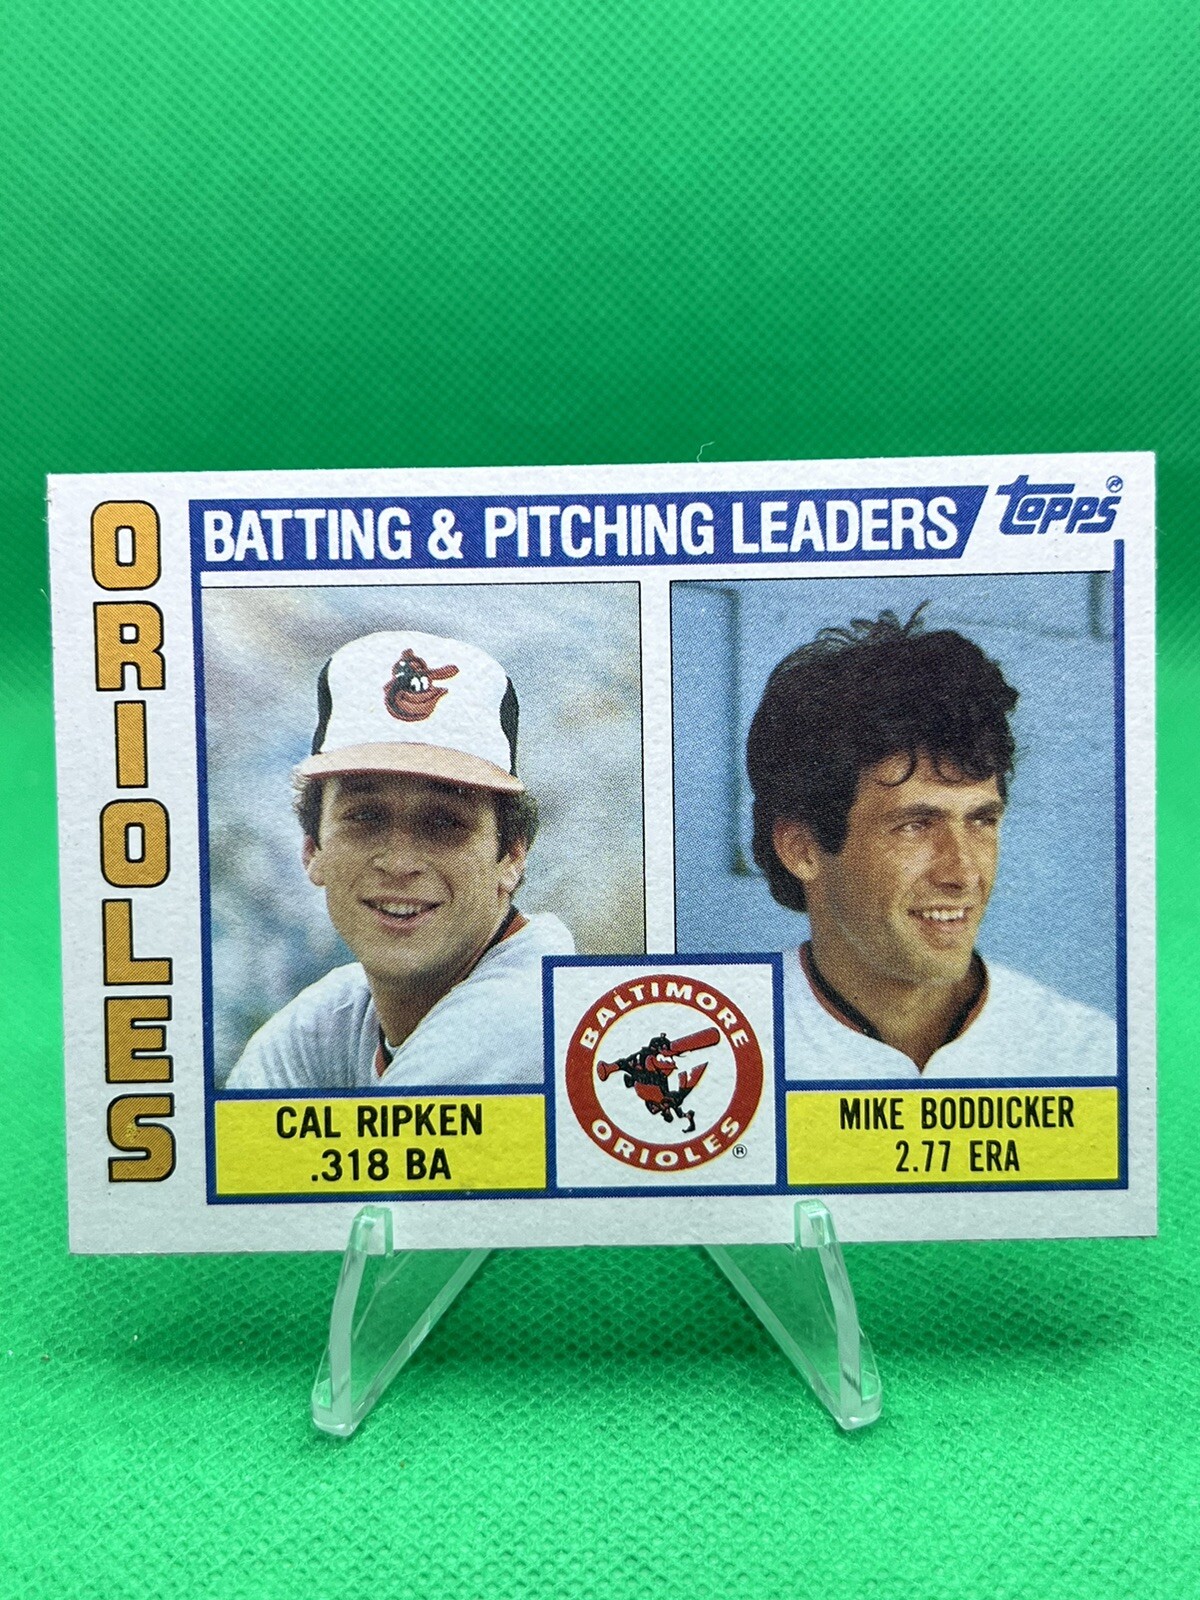 ORIOLES
BATTING & PITCHING LEADERS
TOPPS®
CAL RIPKEN
.318 BA
BALTIMORE
ORIOLES
®
MIKE BODDICKER
2.77 ERA